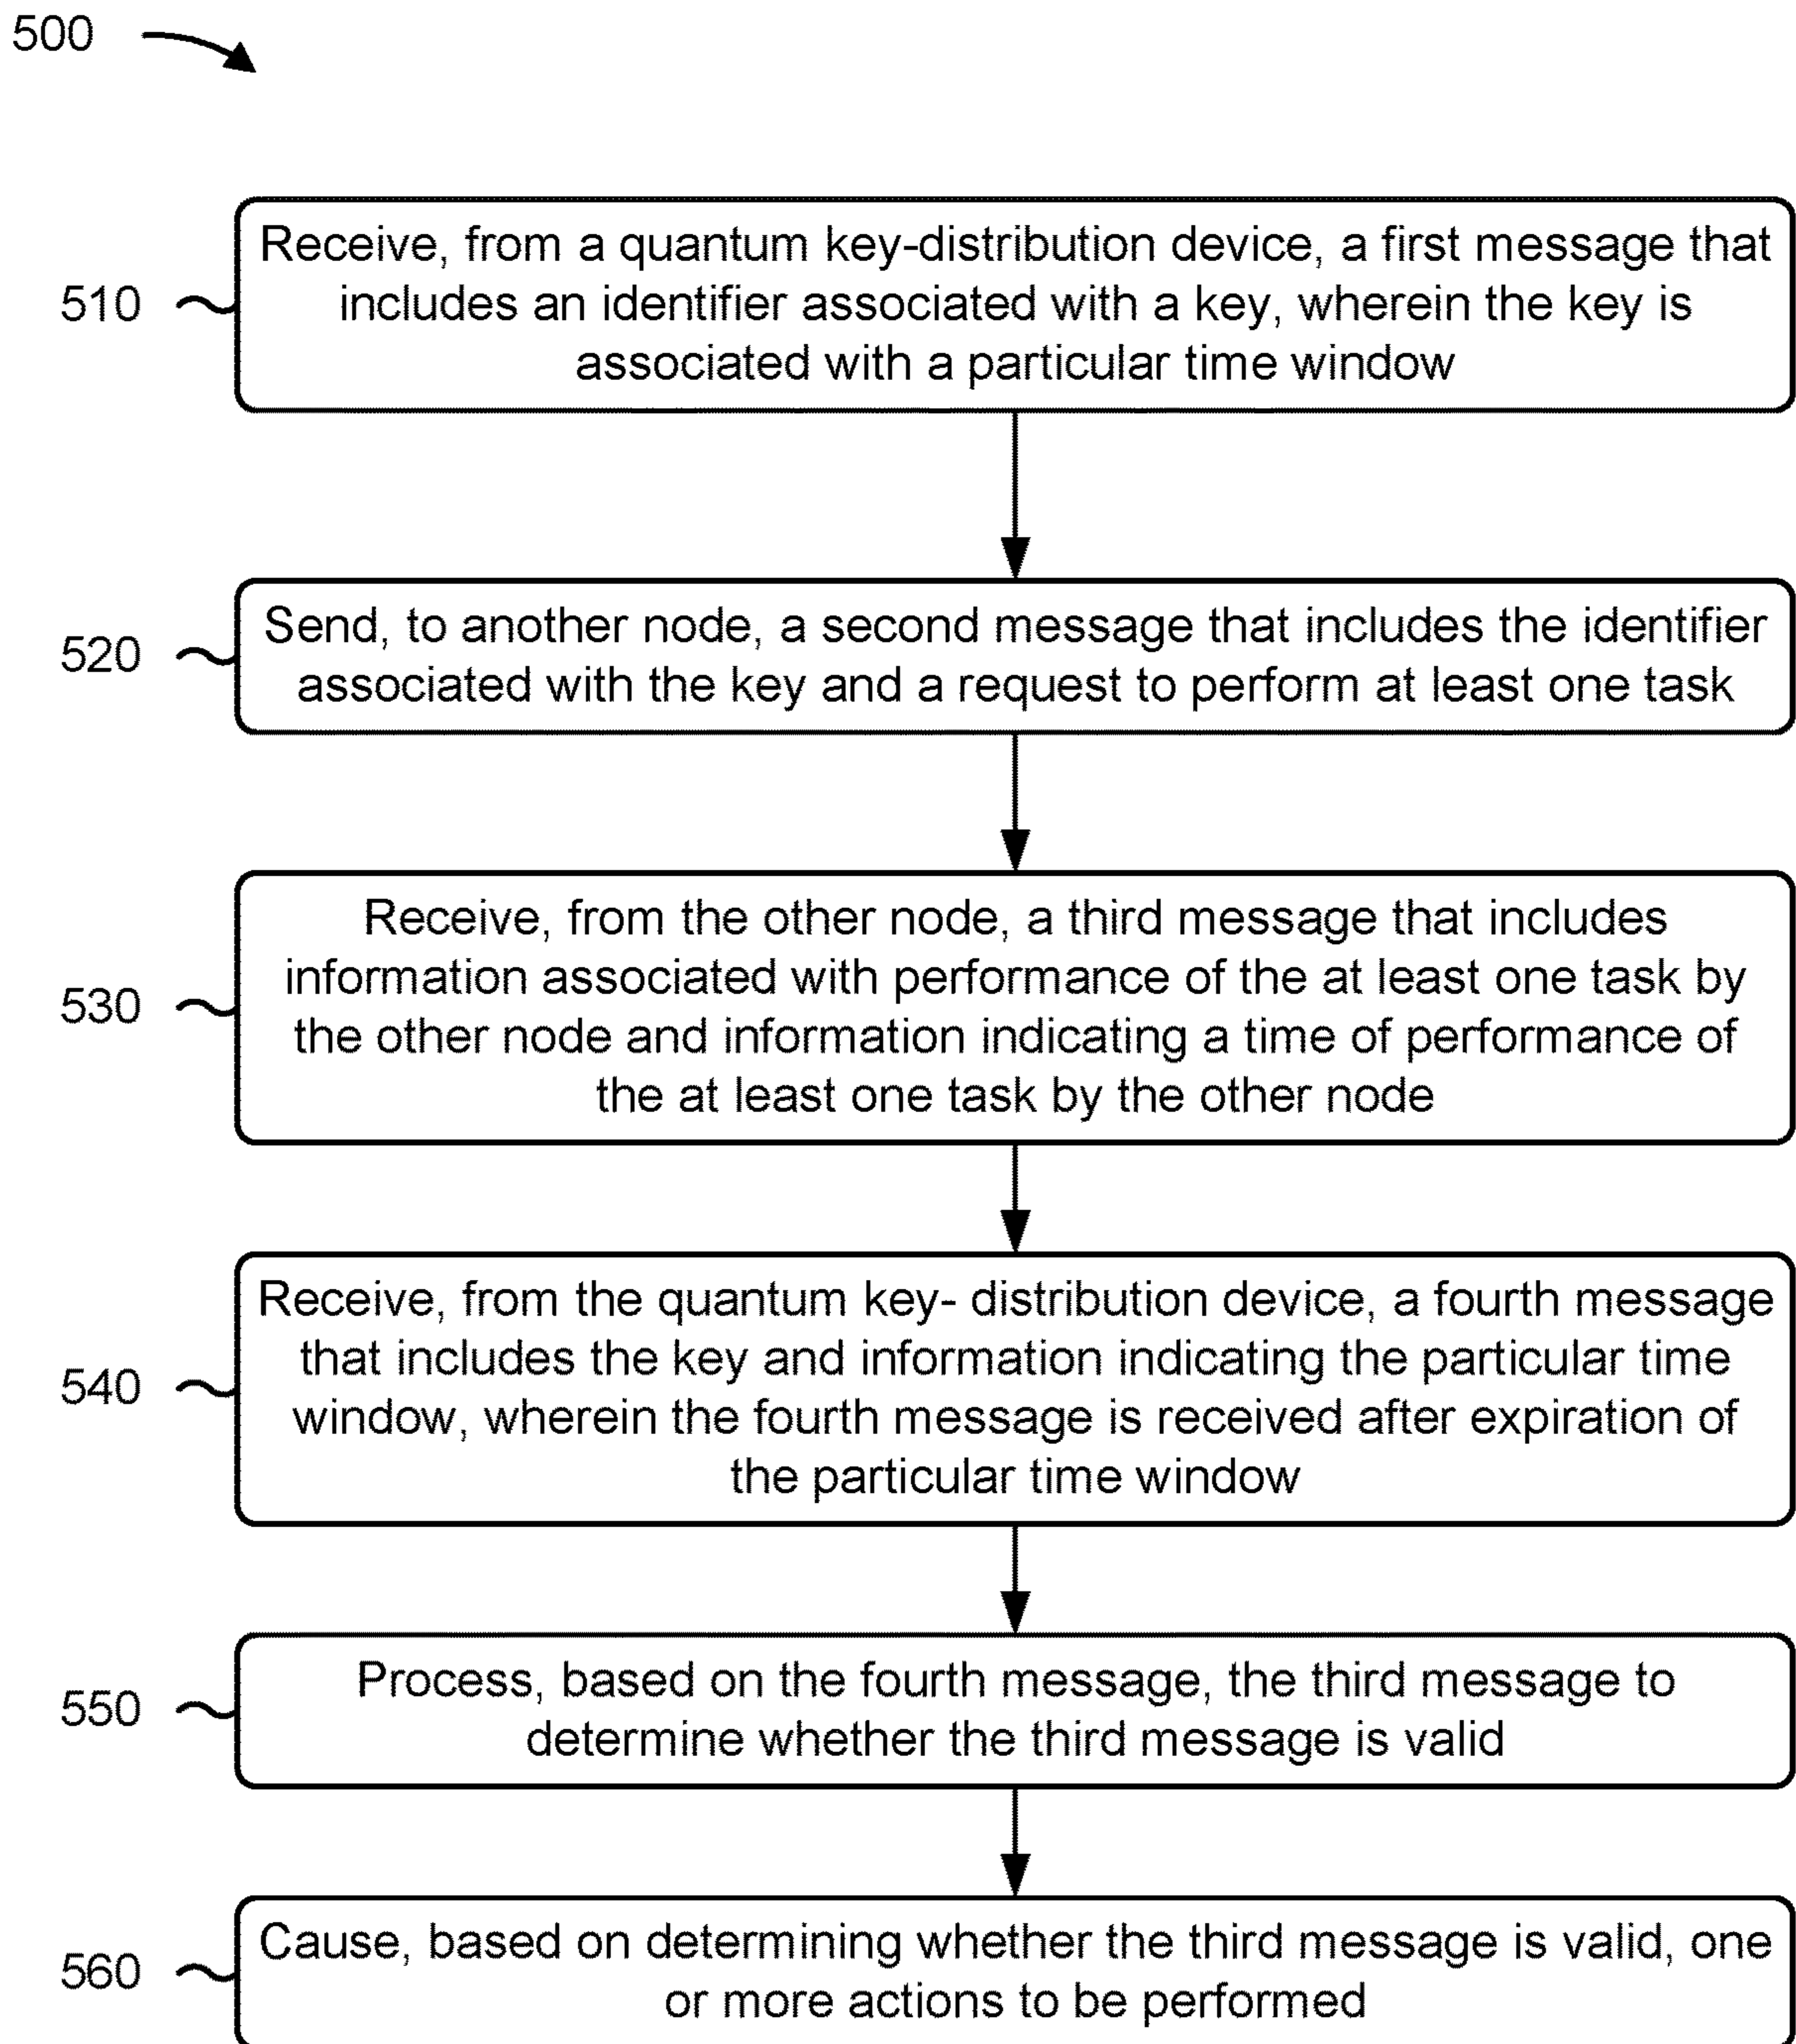 500
510
Receive, from a quantum key-distribution device, a first message that
includes an identifier associated with a key, wherein the key is
associated with a particular time window
520
Send, to another node, a second message that includes the identifier
associated with the key and a request to perform at least one task
530
Receive, from the other node, a third message that includes
information associated with performance of the at least one task by
the other node and information indicating a time of performance of
the at least one task by the other node
540
Receive, from the quantum key- distribution device, a fourth message
that includes the key and information indicating the particular time
window, wherein the fourth message is received after expiration of
the particular time window
550
Process, based on the fourth message, the third message to
determine whether the third message is valid
560
Cause, based on determining whether the third message is valid, one
or more actions to be performed